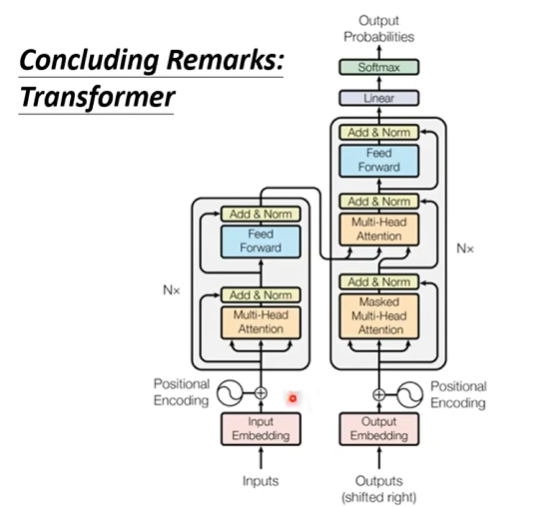 Concluding Remarks:
Transformer
Output
Probabilities
Softmax
Linear
Add & Norm
Feed
Forward
Add & Norm
Multi-Head
Attention
Nx
Add & Norm
Masked
Multi-Head
Attention
Add & Norm
Feed
Forward
Nx
Add & Norm
Multi-Head
Attention
Positional
Encoding
Positional
Encoding
Input
Embedding
Output
Embedding
Inputs
Outputs
(shifted right)